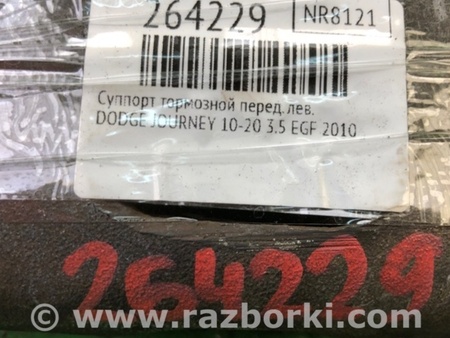 264229 NR8121
Суппорт тормозной перед. лев.
DODGE JOURNEY 10-20 3.5 EGF 2010
264229
www.razborki.com